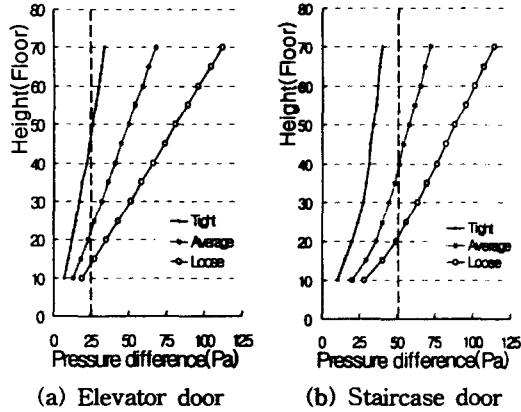 Height(Floor)
80
70
60
50
40
30
20
10
0
Tight
Average
Loose
0 25 50 75 100 125
Pressure difference(Pa)
(a) Elevator door
Height(Floor)
80
70
60
50
40
30
20
10
0
Tight
Average
Loose
0 25 50 75 100 125
Pressure difference(Pa)
(b) Staircase door